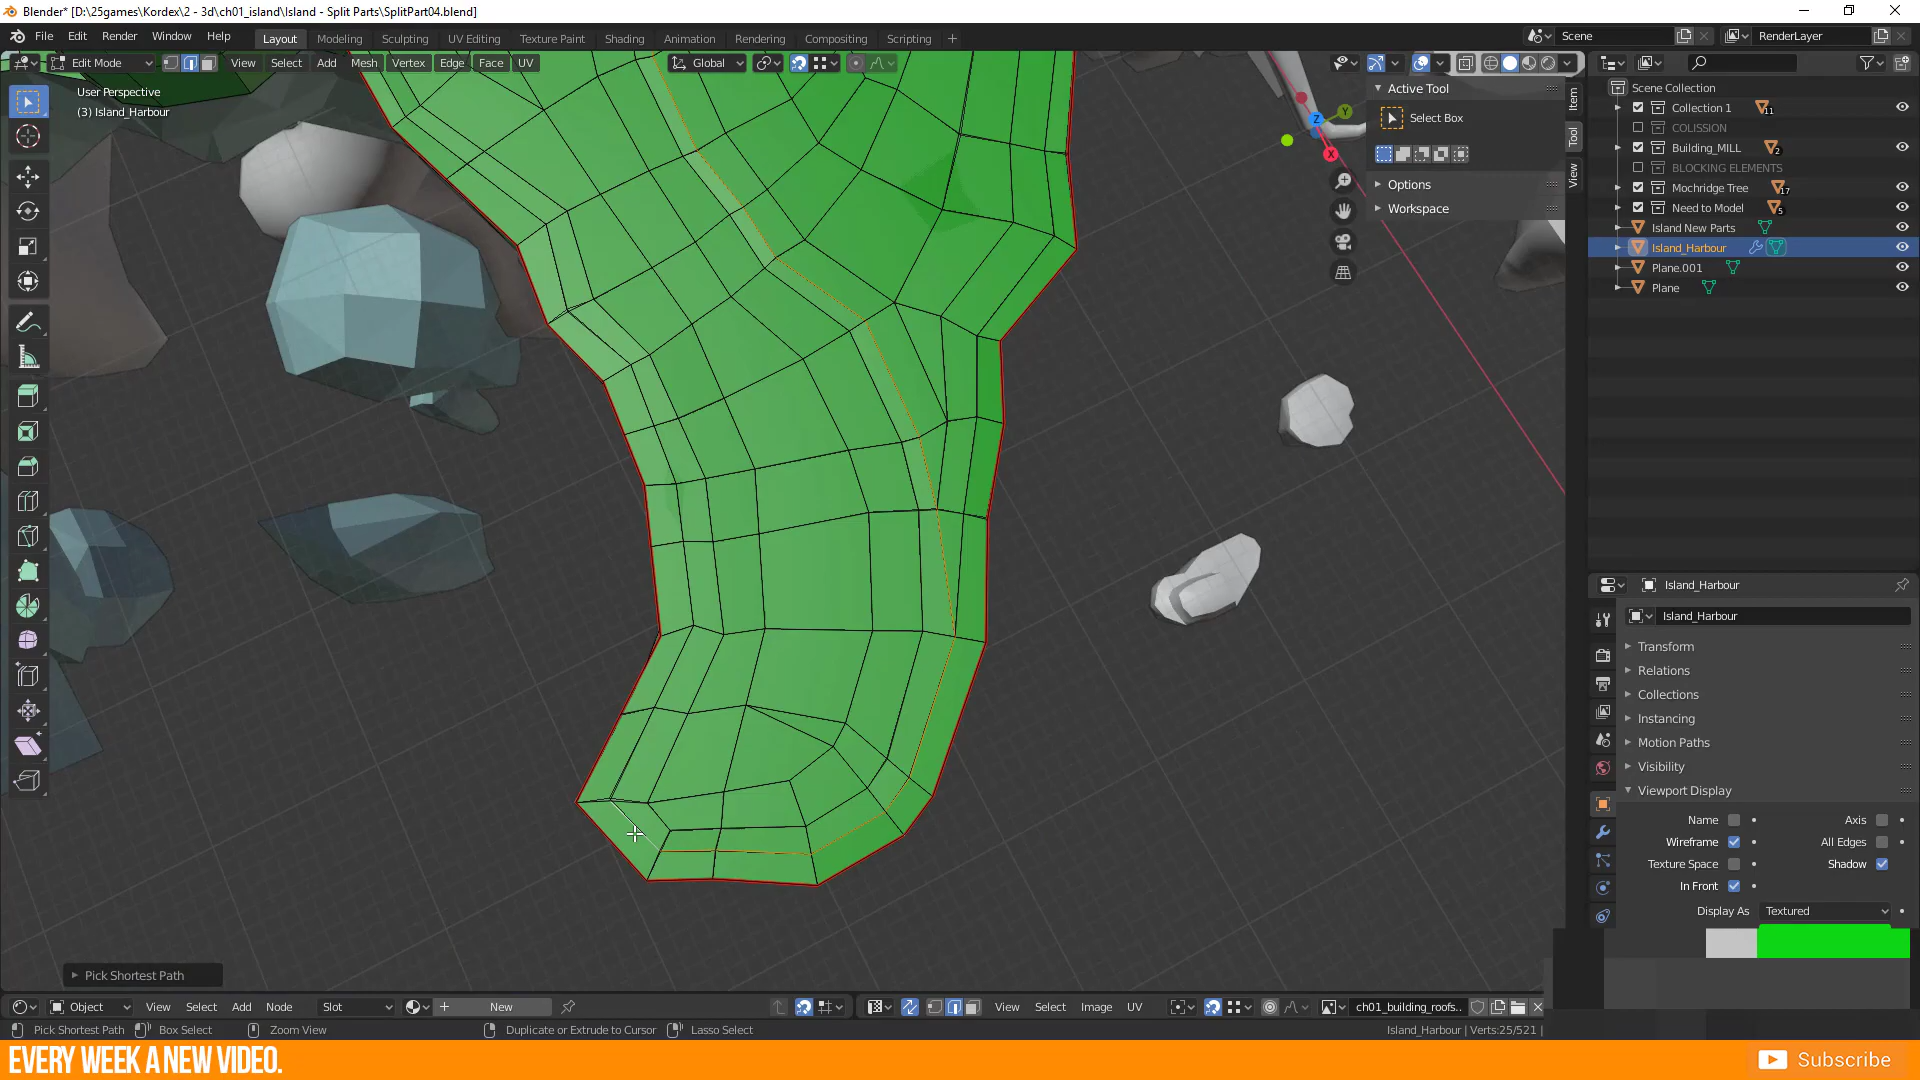 Blender* [D:\25games\Kordex\2 - 3d\ch01_island\Island - Split Parts\SplitPart04.blend]
File Edit Render Window Help Layout Modeling Sculpting UV Editing Texture Paint Shading Animation Rendering Compositing Scripting Scene RenderLayer
Edit Mode View Select Add Mesh Vertex Edge Face UV Global
User Perspective
(3) Island_Harbour
Active Tool
Select Box
Options
Workspace
Item
Tool
View
Z
Y
X
Scene Collection
Collection 1 11
COLISSION
Building_MILL 2
BLOCKING ELEMENTS
Mochridge Tree 17
Need to Model 5
Island New Parts
Island_Harbour
Plane.001
Plane
Island_Harbour
Island_Harbour
Transform
Relations
Collections
Instancing
Motion Paths
Visibility
Viewport Display
Name Axis
Wireframe All Edges
Texture Space Shadow
In Front
Display As Textured
Pick Shortest Path
Object View Select Add Node Slot New View Select Image UV ch01_building_roofs..
Pick Shortest Path Box Select Zoom View Duplicate or Extrude to Cursor Lasso Select Island_Harbour | Verts:25/521 |
EVERY WEEK A NEW VIDEO.
Subscribe